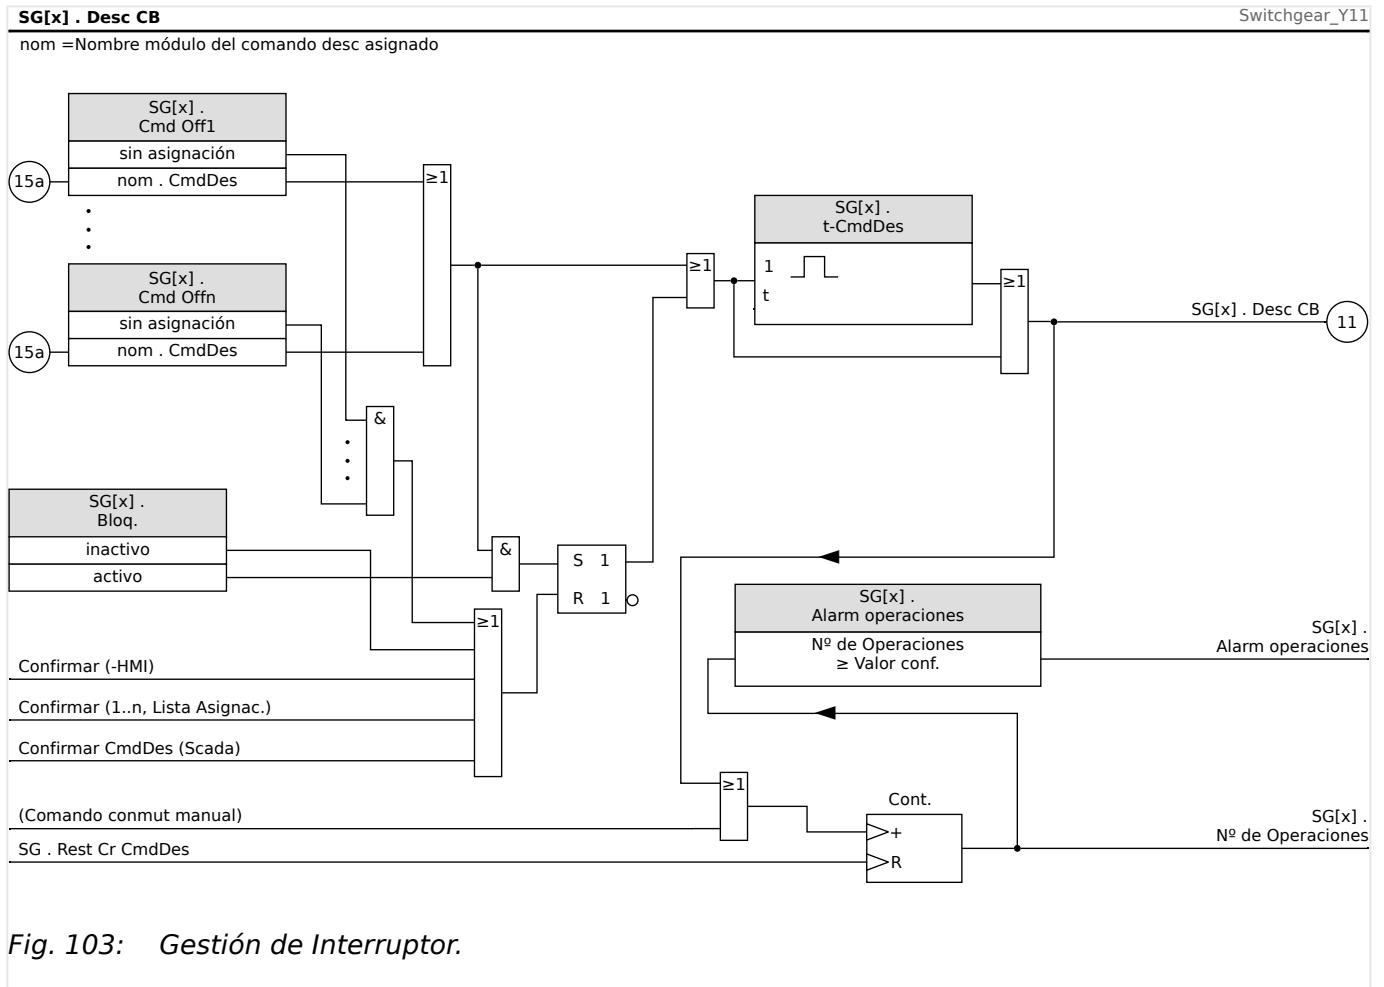 SG[x] . Desc CB
Switchgear_Y11
nom =Nombre módulo del comando desc asignado
SG[x] .
Cmd Off1
sin asignación
15a
nom . CmdDes
≥1
SG[x] .
t-CmdDes
1
t
≥1
≥1
SG[x] .
Cmd Offn
sin asignación
15a
nom . CmdDes
SG[x] . Desc CB
11
&
SG[x] .
Bloq.
inactivo
activo
&
S 1
R 1
≥1
SG[x] .
Alarm operaciones
Nº de Operaciones
≥ Valor conf.
SG[x] .
Alarm operaciones
Confirmar (-HMI)
Confirmar (1..n, Lista Asignac.)
Confirmar CmdDes (Scada)
≥1
(Comando conmut manual)
SG . Rest Cr CmdDes
Cont.
+
R
SG[x] .
Nº de Operaciones
Fig. 103: Gestión de Interruptor.